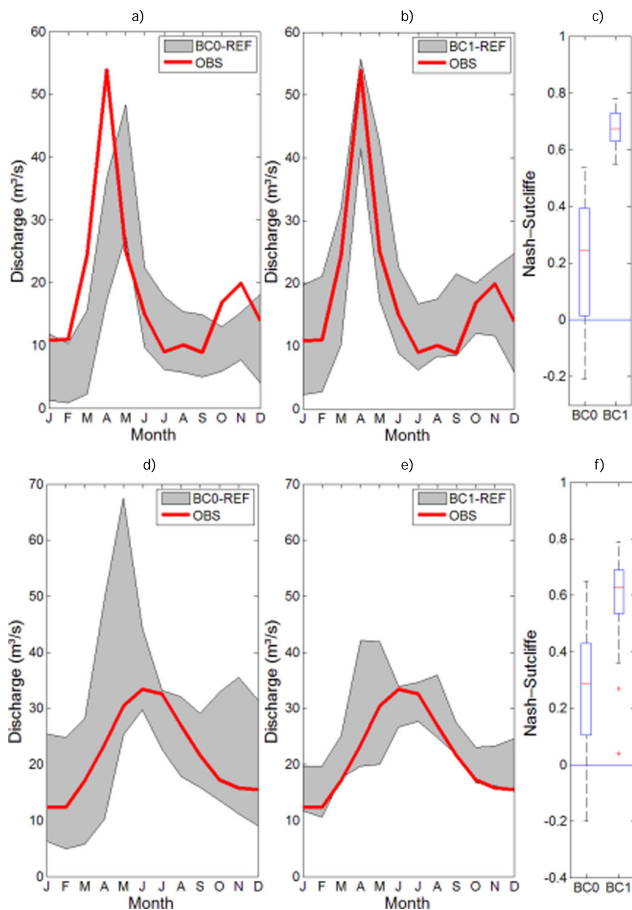 a)
b)
c)
60
50
40
30
20
10
0
Discharge (m³/s)
BC0-REF
OBS
J F M A M J J A S O N D
Month
60
50
40
30
20
10
0
Discharge (m³/s)
BC1-REF
OBS
J F M A M J J A S O N D
Month
1
0.8
0.6
0.4
0.2
0
-0.2
Nash–Sutcliffe
BC0 BC1
d)
e)
f)
70
60
50
40
30
20
10
0
Discharge (m³/s)
BC0-REF
OBS
J F M A M J J A S O N D
Month
70
60
50
40
30
20
10
0
Discharge (m³/s)
BC1-REF
OBS
J F M A M J J A S O N D
Month
1
0.8
0.6
0.4
0.2
0
-0.2
-0.4
Nash–Sutcliffe
BC0 BC1